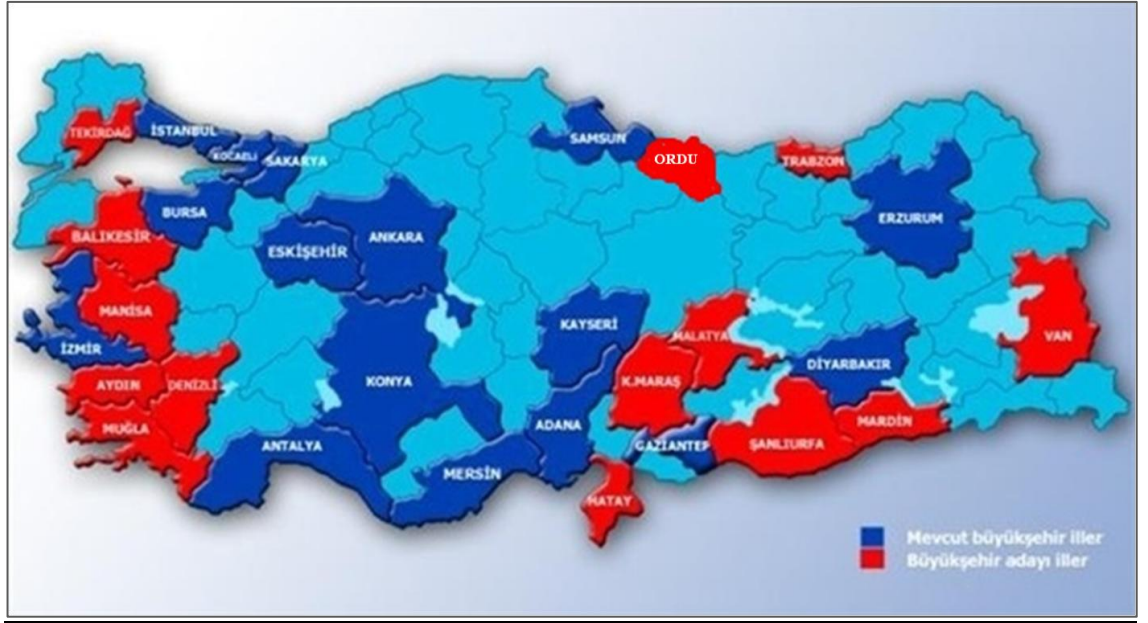 TEKİRDAĞ
İSTANBUL
KOCAELİ
SAKARYA
SAMSUN
ORDU
TRABZON
BURSA
ERZURUM
BALIKESİR
ESKİŞEHİR
ANKARA
MANİSA
KAYSERİ
MALATYA
VAN
İZMİR
DİYARBAKIR
AYDIN
DENİZLİ
KONYA
K.MARAŞ
MUĞLA
ADANA
MARDİN
ANTALYA
GAZİANTEP
ŞANLIURFA
MERSİN
HATAY
Mevcut büyükşehir iller
Büyükşehir adayı iller